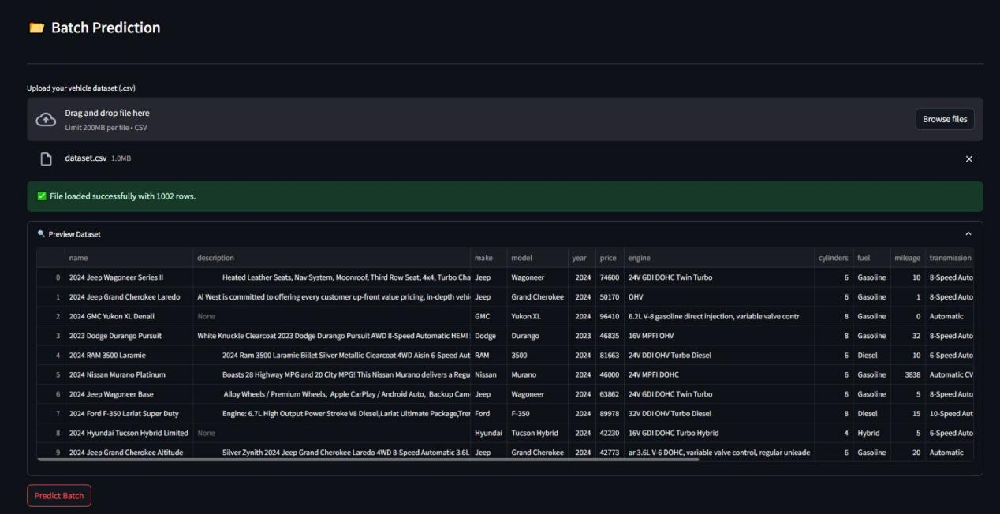 📂 Batch Prediction
Upload your vehicle dataset (.csv)
Drag and drop file here
Limit 200MB per file • CSV
Browse files
dataset.csv 1.0MB
✅ File loaded successfully with 1002 rows.
🔍 Preview Dataset
name description make model year price engine cylinders fuel mileage transmission
0 2024 Jeep Wagoneer Series II Heated Leather Seats, Nav System, Moonroof, Third Row Seat, 4x4, Turbo Cha Jeep Wagoneer 2024 74600 24V GDI DOHC Twin Turbo 6 Gasoline 10 8-Speed Auto
1 2024 Jeep Grand Cherokee Laredo Al West is committed to offering every customer up-front value pricing, in-depth vehi Jeep Grand Cherokee 2024 50170 OHV 6 Gasoline 1 8-Speed Auto
2 2024 GMC Yukon XL Denali None GMC Yukon XL 2024 96410 6.2L V-8 gasoline direct injection, variable valve contr 8 Gasoline 0 Automatic
3 2023 Dodge Durango Pursuit White Knuckle Clearcoat 2023 Dodge Durango Pursuit AWD 8-Speed Automatic HEMI Dodge Durango 2023 46835 16V MPFI OHV 8 Gasoline 32 8-Speed Auto
4 2024 RAM 3500 Laramie 2024 Ram 3500 Laramie Billet Silver Metallic Clearcoat 4WD Aisin 6-Speed Aut RAM 3500 2024 81663 24V DDI OHV Turbo Diesel 6 Diesel 10 6-Speed Auto
5 2024 Nissan Murano Platinum Boasts 28 Highway MPG and 20 City MPG! This Nissan Murano delivers a Regu Nissan Murano 2024 46000 24V MPFI DOHC 6 Gasoline 3838 Automatic CV
6 2024 Jeep Wagoneer Base Alloy Wheels / Premium Wheels, Apple CarPlay / Android Auto, Backup Cam Jeep Wagoneer 2024 63862 24V GDI DOHC Twin Turbo 6 Gasoline 5 8-Speed Auto
7 2024 Ford F-350 Lariat Super Duty Engine: 6.7L High Output Power Stroke V8 Diesel,Lariat Ultimate Package,Trer Ford F-350 2024 89978 32V DDI OHV Turbo Diesel 8 Diesel 15 10-Speed Aut
8 2024 Hyundai Tucson Hybrid Limited None Hyundai Tucson Hybrid 2024 42230 16V GDI DOHC Turbo Hybrid 4 Hybrid 5 6-Speed Auto
9 2024 Jeep Grand Cherokee Altitude Silver Zynith 2024 Jeep Grand Cherokee Laredo 4WD 8-Speed Automatic 3.6L Jeep Grand Cherokee 2024 42773 ar 3.6L V-6 DOHC, variable valve control, regular unleade 6 Gasoline 20 Automatic
Predict Batch